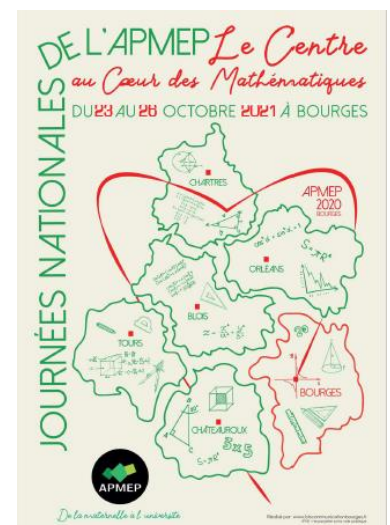 JOURNÉES NATIONALES
DE L'APMEP Le Centre
au Cœur des Mathématiques
DU 23 AU 26 OCTOBRE 2021 À BOURGES
CHARTRES
APMEP
2020
BOURGES
ORLÉANS
BLOIS
TOURS
BOURGES
CHÂTEAUROUX
3x5
APMEP
De la maternelle à l'université